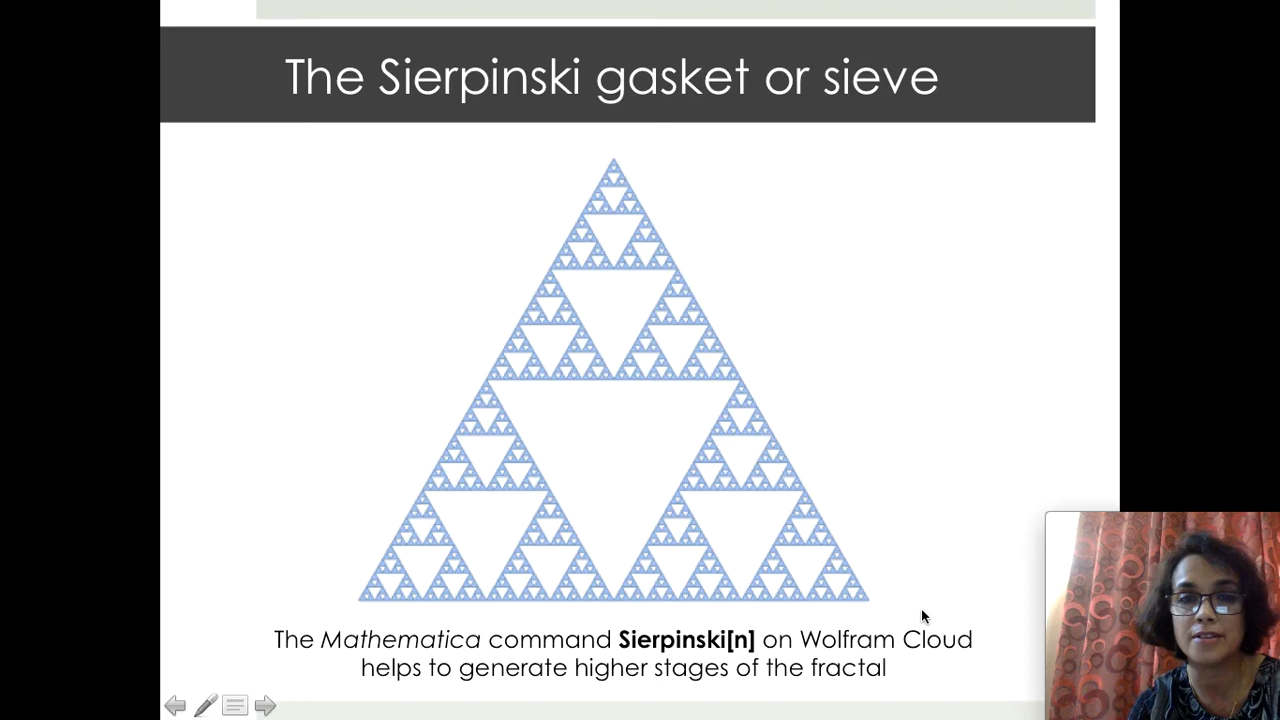 The Sierpinski gasket or sieve
The Mathematica command Sierpinski[n] on Wolfram Cloud
helps to generate higher stages of the fractal